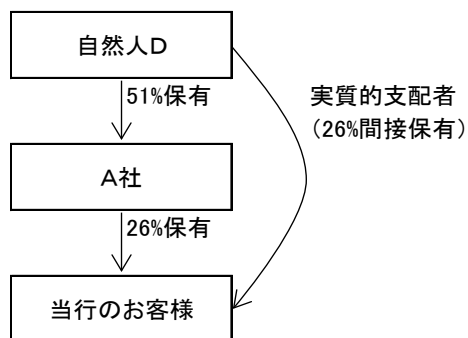 自然人D
51%保有
実質的支配者
(26%間接保有)
A社
26%保有
当行のお客様